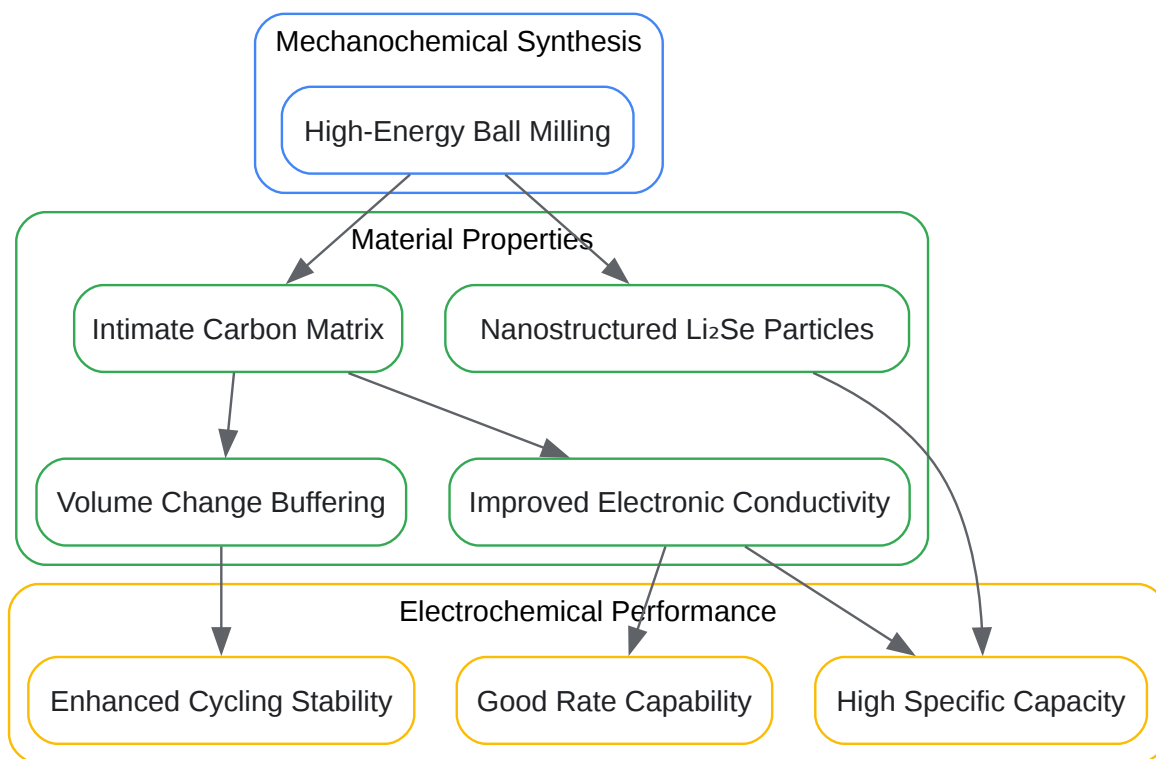 Mechanochemical Synthesis
High-Energy Ball Milling
Material Properties
Intimate Carbon Matrix
Nanostructured Li₂Se Particles
Volume Change Buffering
Improved Electronic Conductivity
Electrochemical Performance
Enhanced Cycling Stability
Good Rate Capability
High Specific Capacity